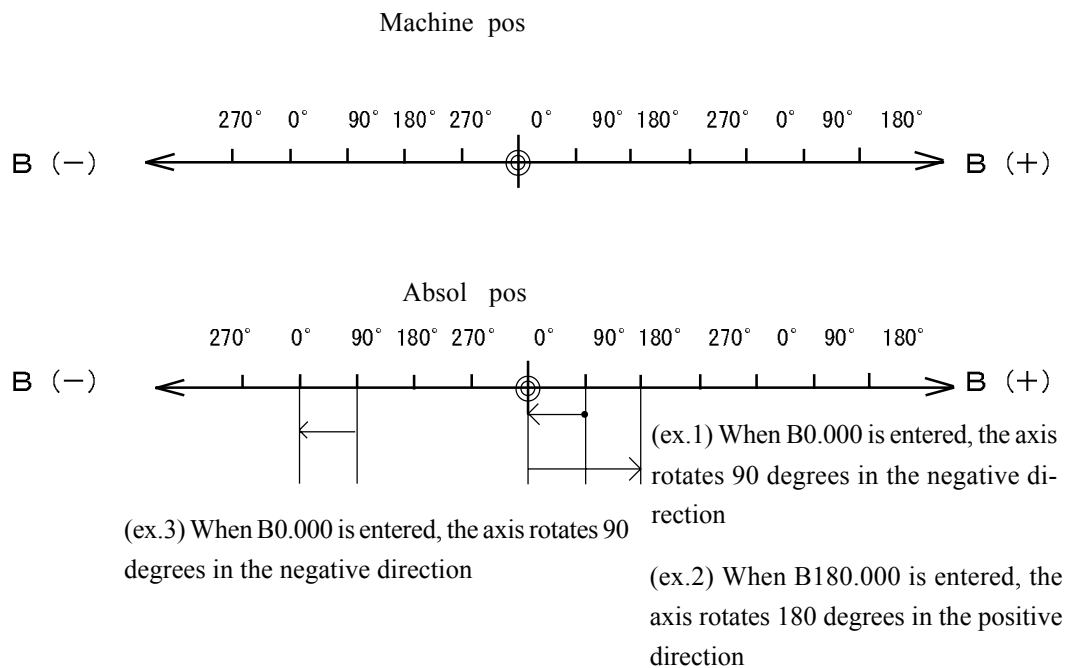 Machine pos
270° 0° 90° 180° 270° 0° 90° 180° 270° 0° 90° 180°
B (−) B (+)
Absol pos
270° 0° 90° 180° 270° 0° 90° 180° 270° 0° 90° 180°
B (−) B (+)
(ex.1) When B0.000 is entered, the axis
rotates 90 degrees in the negative di-
rection
(ex.3) When B0.000 is entered, the axis rotates 90
degrees in the negative direction
(ex.2) When B180.000 is entered, the
axis rotates 180 degrees in the positive
direction